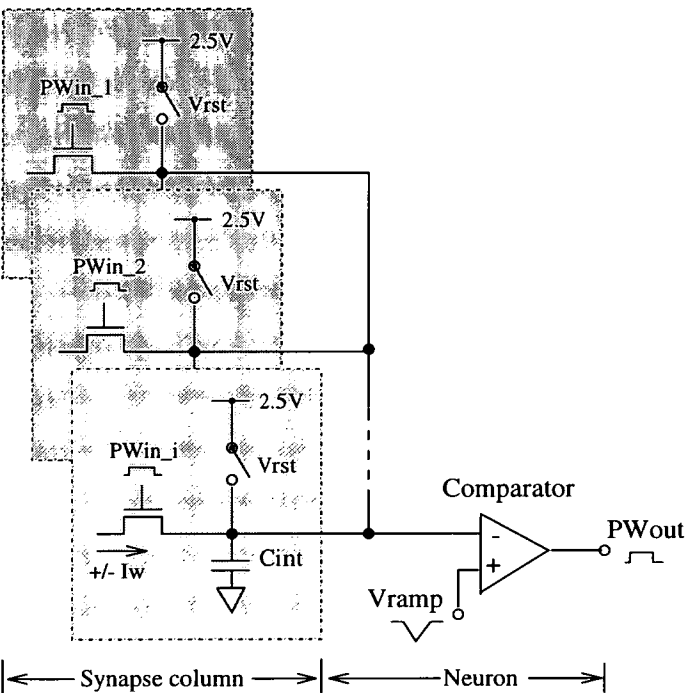 2.5V
PWin_1
Vrst
2.5V
PWin_2
Vrst
2.5V
PWin_i
Vrst
Comparator
-
PWout
+/- Iw
Cint
+
Vramp
Synapse column
Neuron